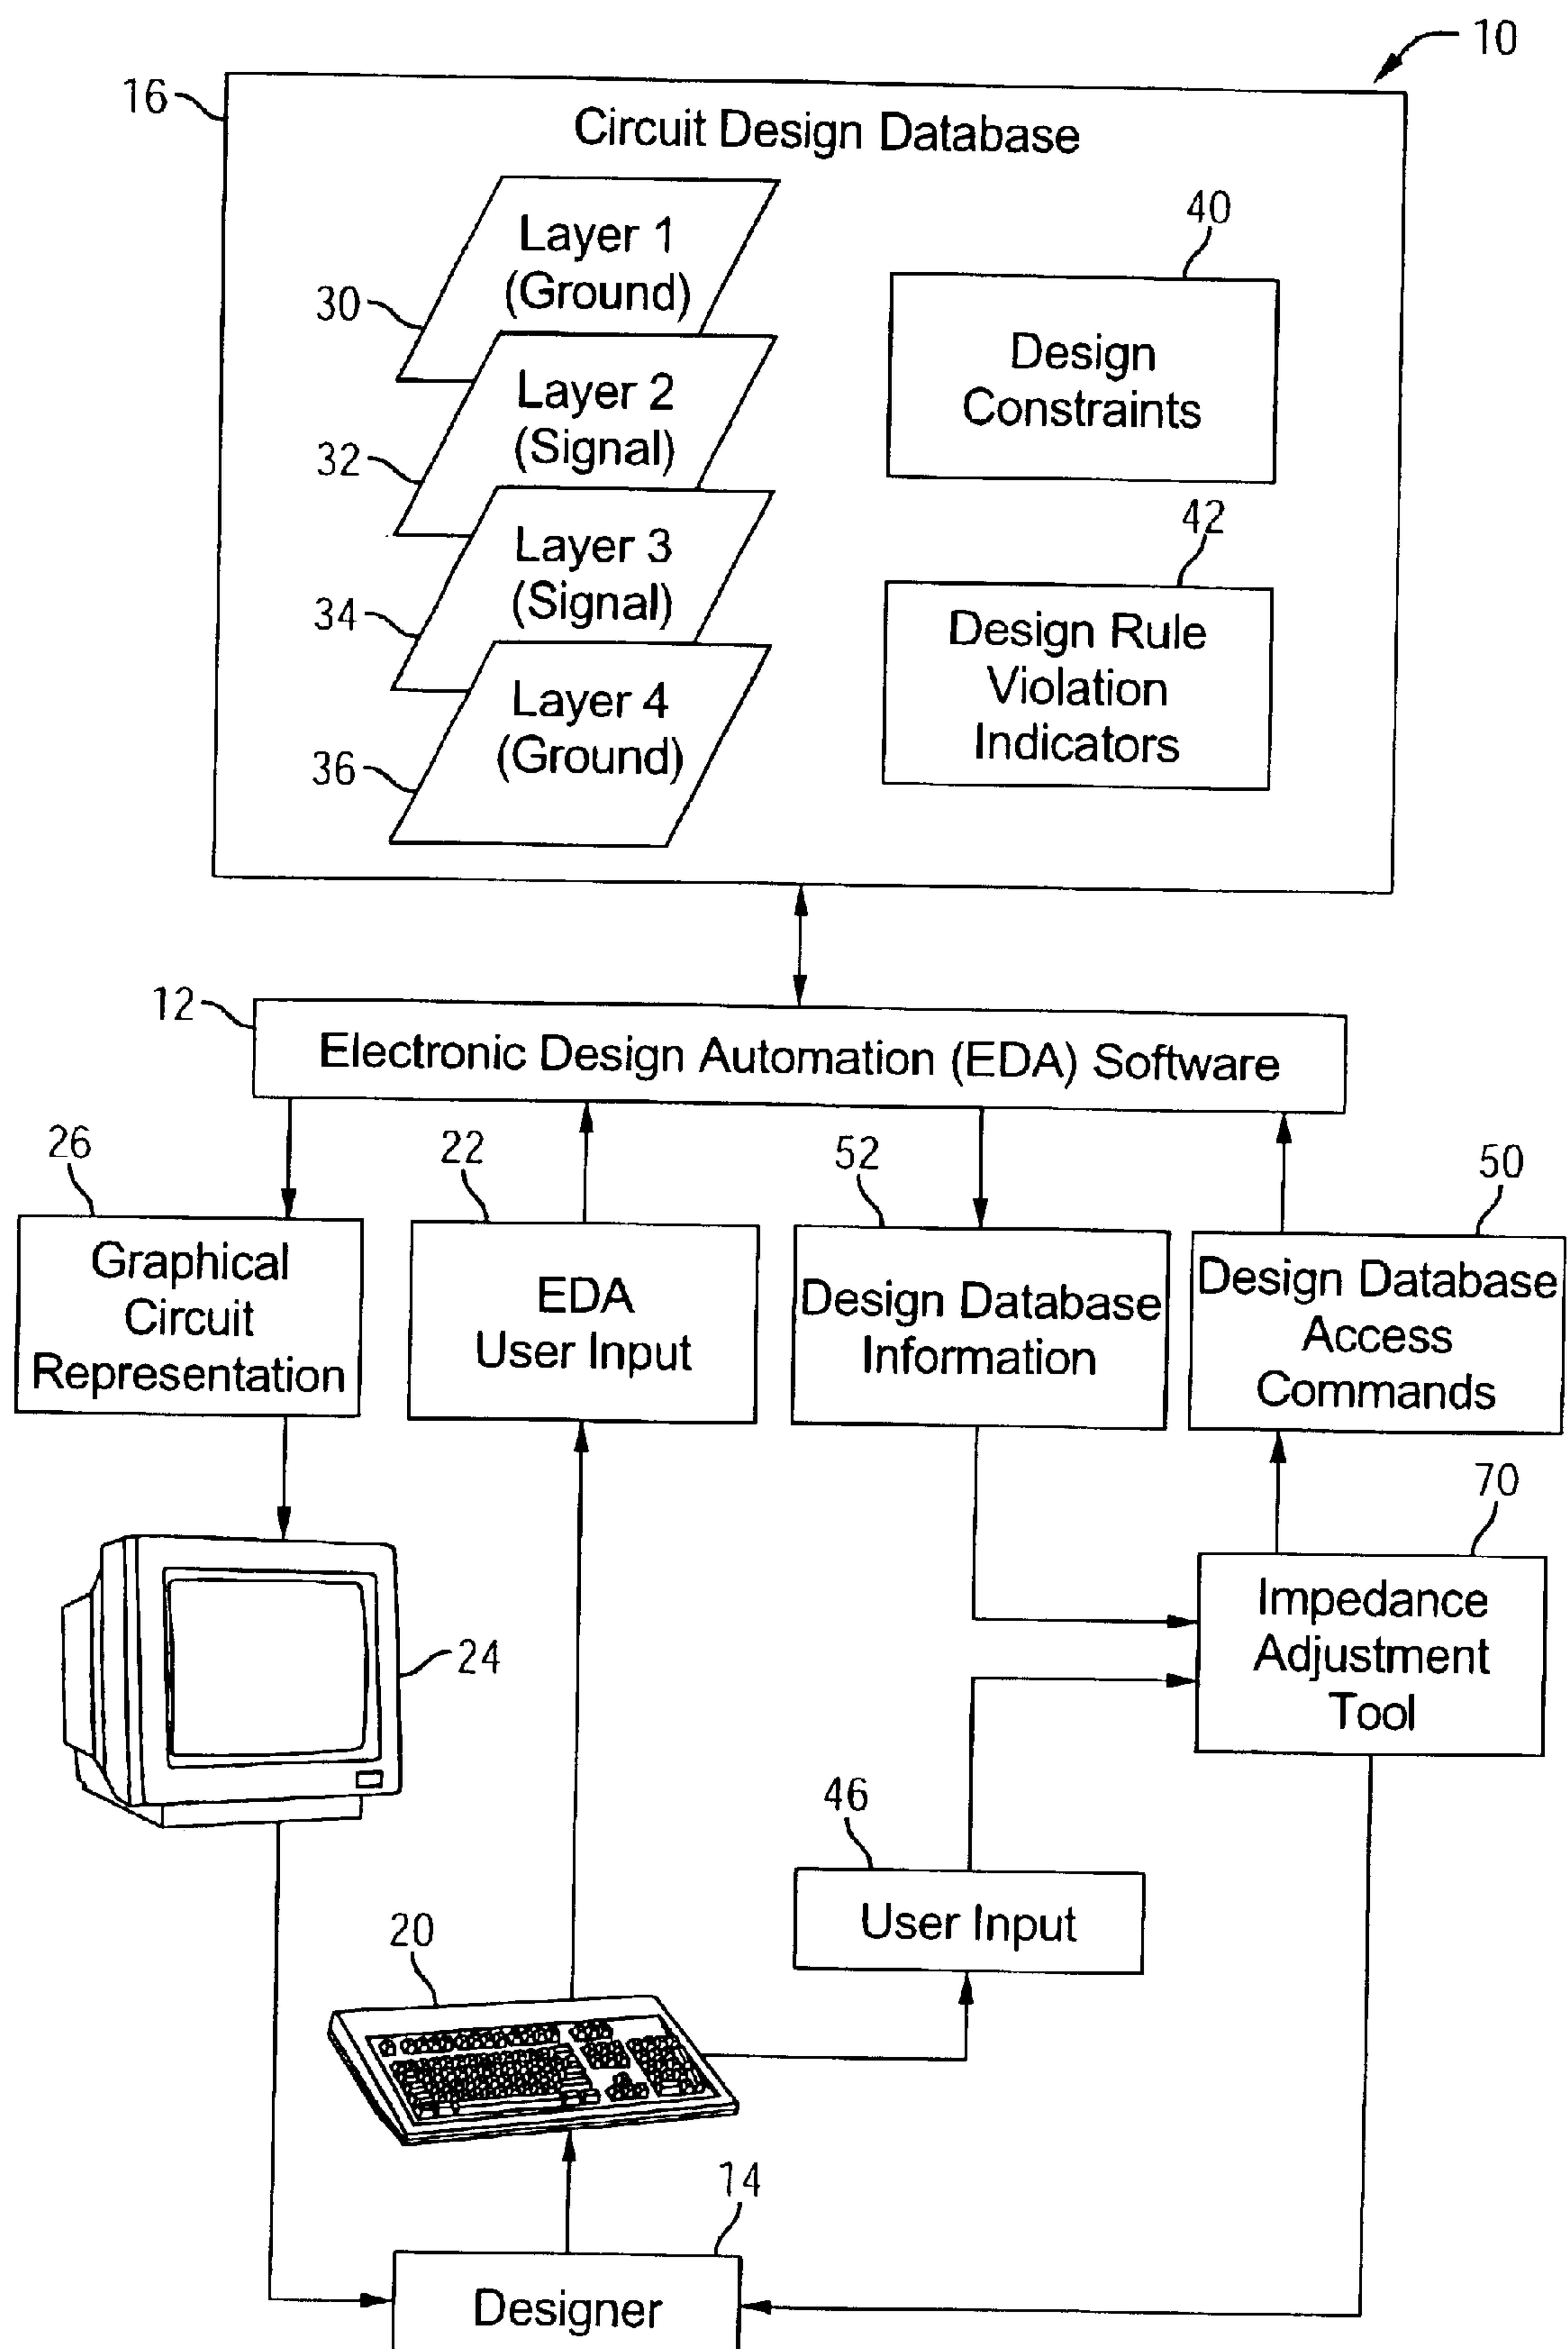 10
16
Circuit Design Database
Layer 1
(Ground)
30
Layer 2
(Signal)
32
Layer 3
(Signal)
34
Layer 4
(Ground)
36
40
Design
Constraints
42
Design Rule
Violation
Indicators
12
Electronic Design Automation (EDA) Software
26
Graphical
Circuit
Representation
22
EDA
User Input
52
Design Database
Information
50
Design Database
Access
Commands
70
Impedance
Adjustment
Tool
24
46
User Input
20
14
Designer